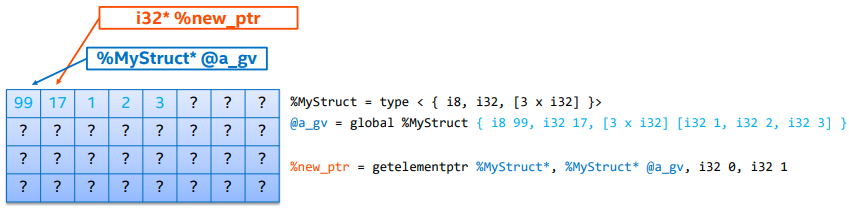 i32* %new_ptr
%MyStruct* @a_gv
99 17 1 2 3 ? ? ?
? ? ? ? ? ? ? ?
? ? ? ? ? ? ? ?
? ? ? ? ? ? ? ?
%MyStruct = type < { i8, i32, [3 x i32] }>
@a_gv = global %MyStruct { i8 99, i32 17, [3 x i32] [i32 1, i32 2, i32 3] }
%new_ptr = getelementptr %MyStruct*, %MyStruct* @a_gv, i32 0, i32 1